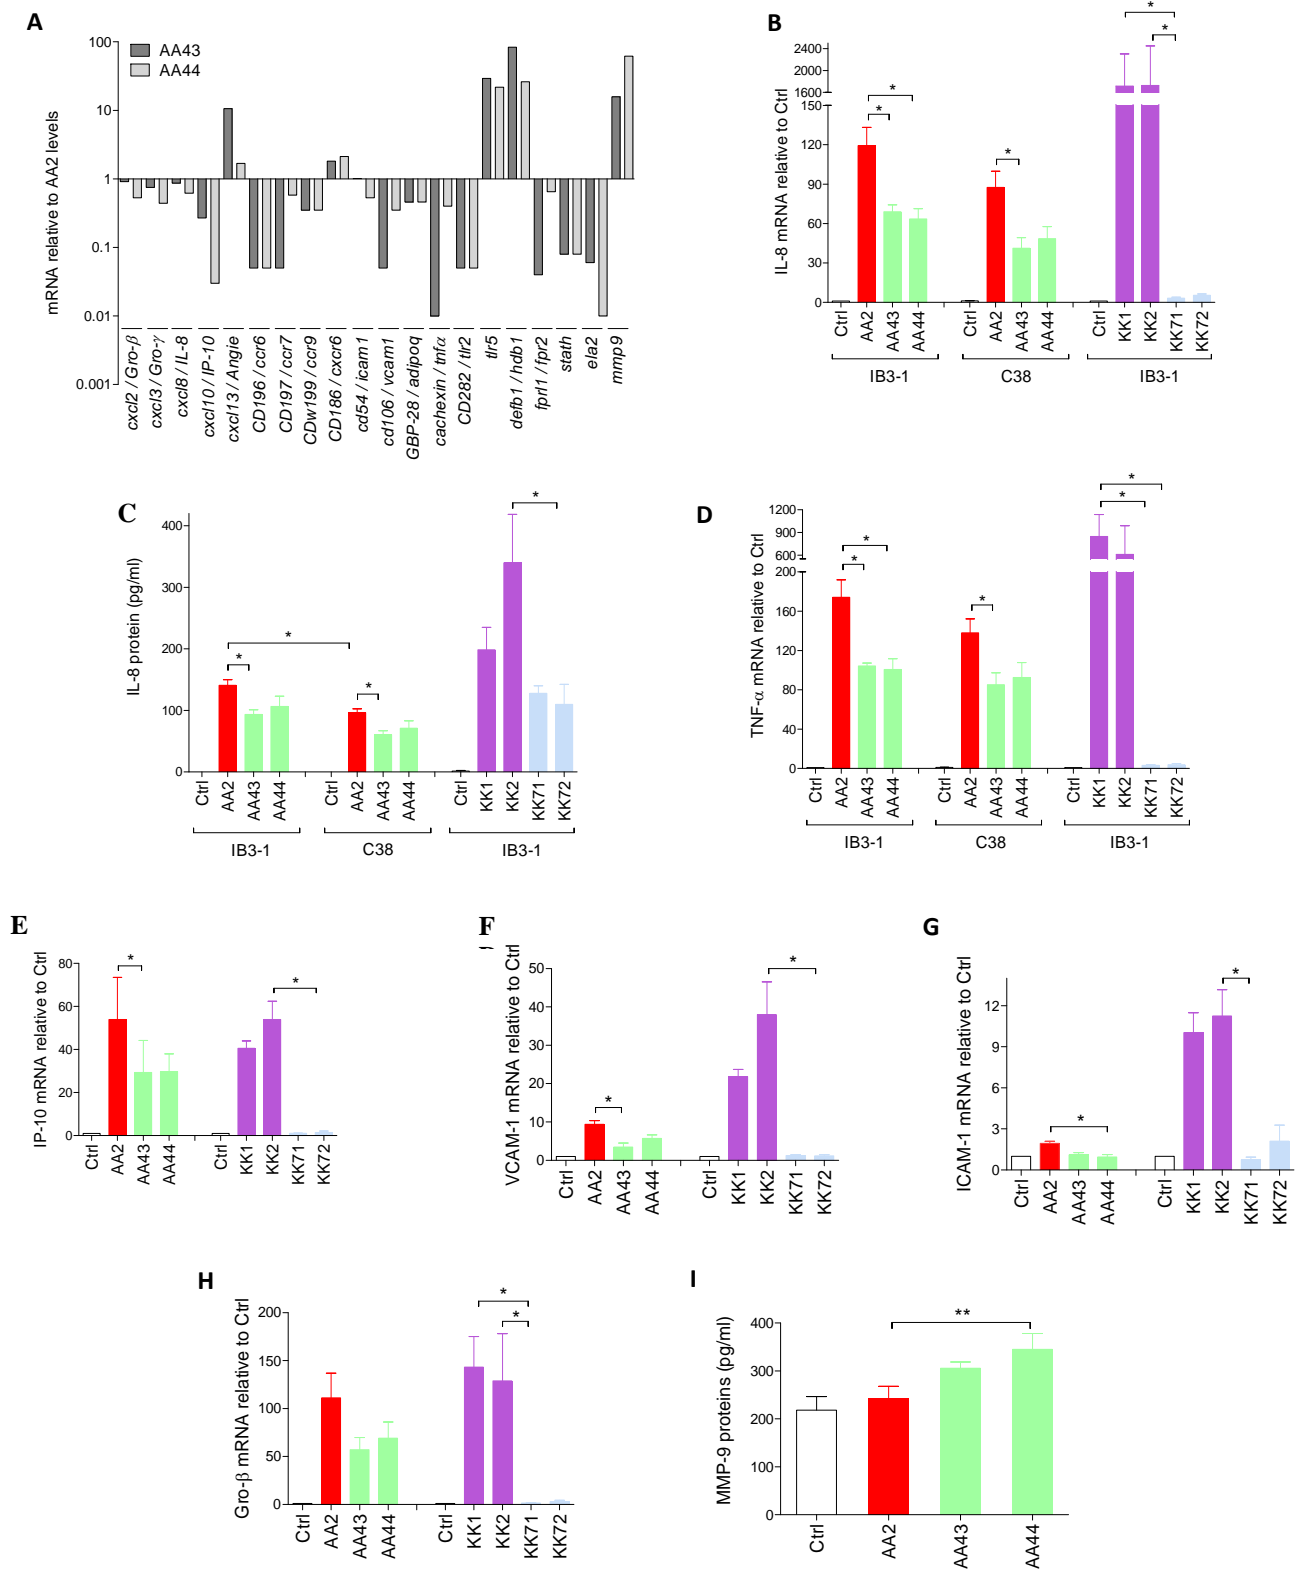 A
AA43
AA44
mRNA relative to AA2 levels
100
10
1
0.1
0.01
0.001
cxcl2 / Gro-β
cxcl3 / Gro-γ
cxcl8 / IL-8
cxcl10 / IP-10
cxcl13 / Angie
CD196 / ccr6
CD197 / ccr7
CDw199 / ccr9
CD186 / cxcr6
cd54 / icam1
cd106 / vcam1
GBP-28 / adipoq
cachexin / tnfα
CD282 / tlr2
tlr5
defb1 / hdb1
fprl1 / fpr2
stath
ela2
mmp9
B
IL-8 mRNA relative to Ctrl
2400
2000
1600
150
120
90
60
30
0
* * * * *
Ctrl AA2 AA43 AA44 Ctrl AA2 AA43 AA44 Ctrl KK1 KK2 KK71 KK72
IB3-1 C38 IB3-1
C
IL-8 protein (pg/ml)
400
300
200
100
0
* * * *
Ctrl AA2 AA43 AA44 Ctrl AA2 AA43 AA44 Ctrl KK1 KK2 KK71 KK72
IB3-1 C38 IB3-1
D
TNF-α mRNA relative to Ctrl
1200
1000
800
600
200
160
120
80
40
0
* * * * *
Ctrl AA2 AA43 AA44 Ctrl AA2 AA43 AA44 Ctrl KK1 KK2 KK71 KK72
IB3-1 C38 IB3-1
E
IP-10 mRNA relative to Ctrl
80
60
40
20
0
* *
Ctrl AA2 AA43 AA44 Ctrl KK1 KK2 KK71 KK72
F
VCAM-1 mRNA relative to Ctrl
50
40
30
20
10
0
* *
Ctrl AA2 AA43 AA44 Ctrl KK1 KK2 KK71 KK72
G
ICAM-1 mRNA relative to Ctrl
12
9
6
3
0
* *
Ctrl AA2 AA43 AA44 Ctrl KK1 KK2 KK71 KK72
H
Gro-β mRNA relative to Ctrl
200
150
100
50
0
* *
Ctrl AA2 AA43 AA44 Ctrl KK1 KK2 KK71 KK72
I
MMP-9 proteins (pg/ml)
400
300
200
100
0
**
Ctrl AA2 AA43 AA44